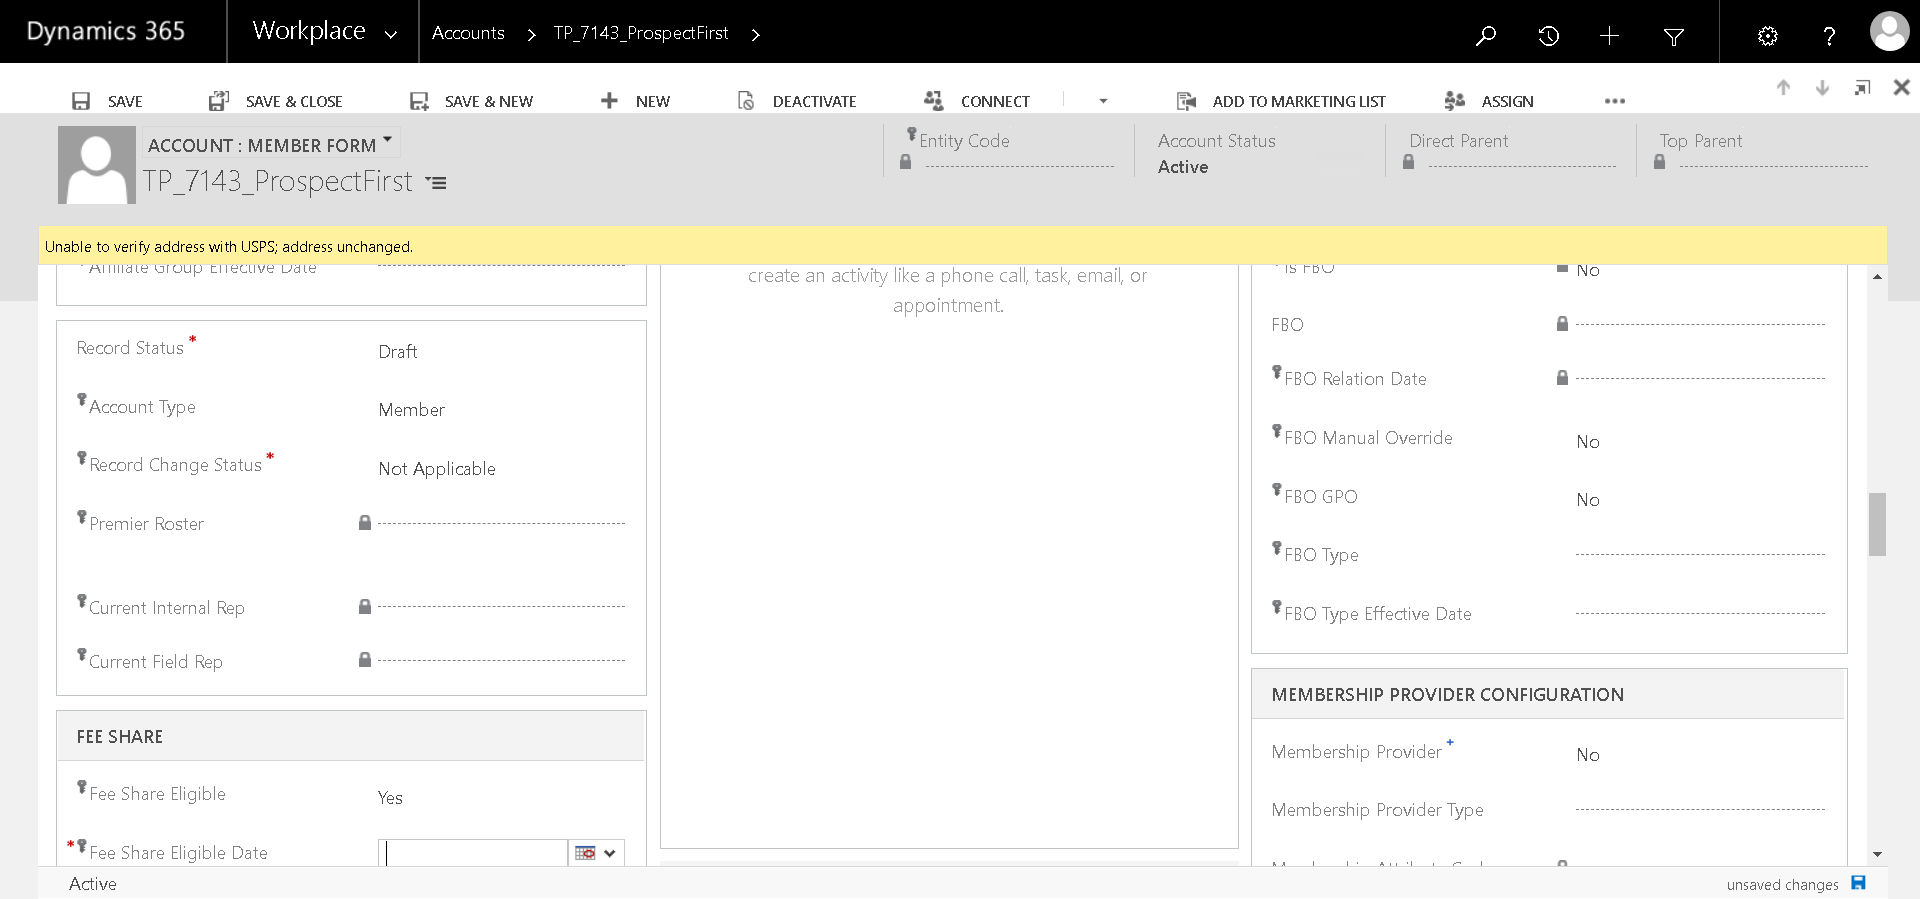 Dynamics 365
Workplace
Accounts
TP_7143_ProspectFirst
SAVE
SAVE & CLOSE
SAVE & NEW
NEW
DEACTIVATE
CONNECT
ADD TO MARKETING LIST
ASSIGN
ACCOUNT : MEMBER FORM
TP_7143_ProspectFirst
Entity Code
Account Status
Active
Direct Parent
Top Parent
Unable to verify address with USPS; address unchanged.
Affiliate Group Effective Date
Record Status *
Draft
Account Type
Member
Record Change Status *
Not Applicable
Premier Roster
Current Internal Rep
Current Field Rep
FEE SHARE
Fee Share Eligible
Yes
* Fee Share Eligible Date
create an activity like a phone call, task, email, or
appointment.
Is FBO
No
FBO
FBO Relation Date
FBO Manual Override
No
FBO GPO
No
FBO Type
FBO Type Effective Date
MEMBERSHIP PROVIDER CONFIGURATION
Membership Provider +
No
Membership Provider Type
Active
unsaved changes